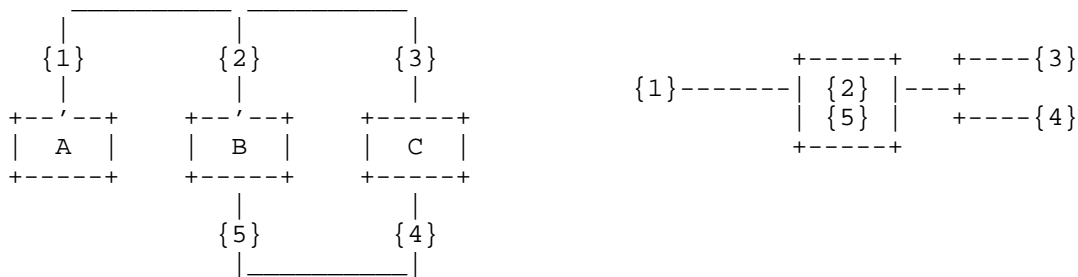 {1} {2} {3}
+-----+ +----{3}
{1}-------| {2} |---+
+--'--+ +--'--+ +-----+ | {5} | +----{4}
| A | | B | | C | +-----+
+-----+ +-----+ +-----+
{5} {4}